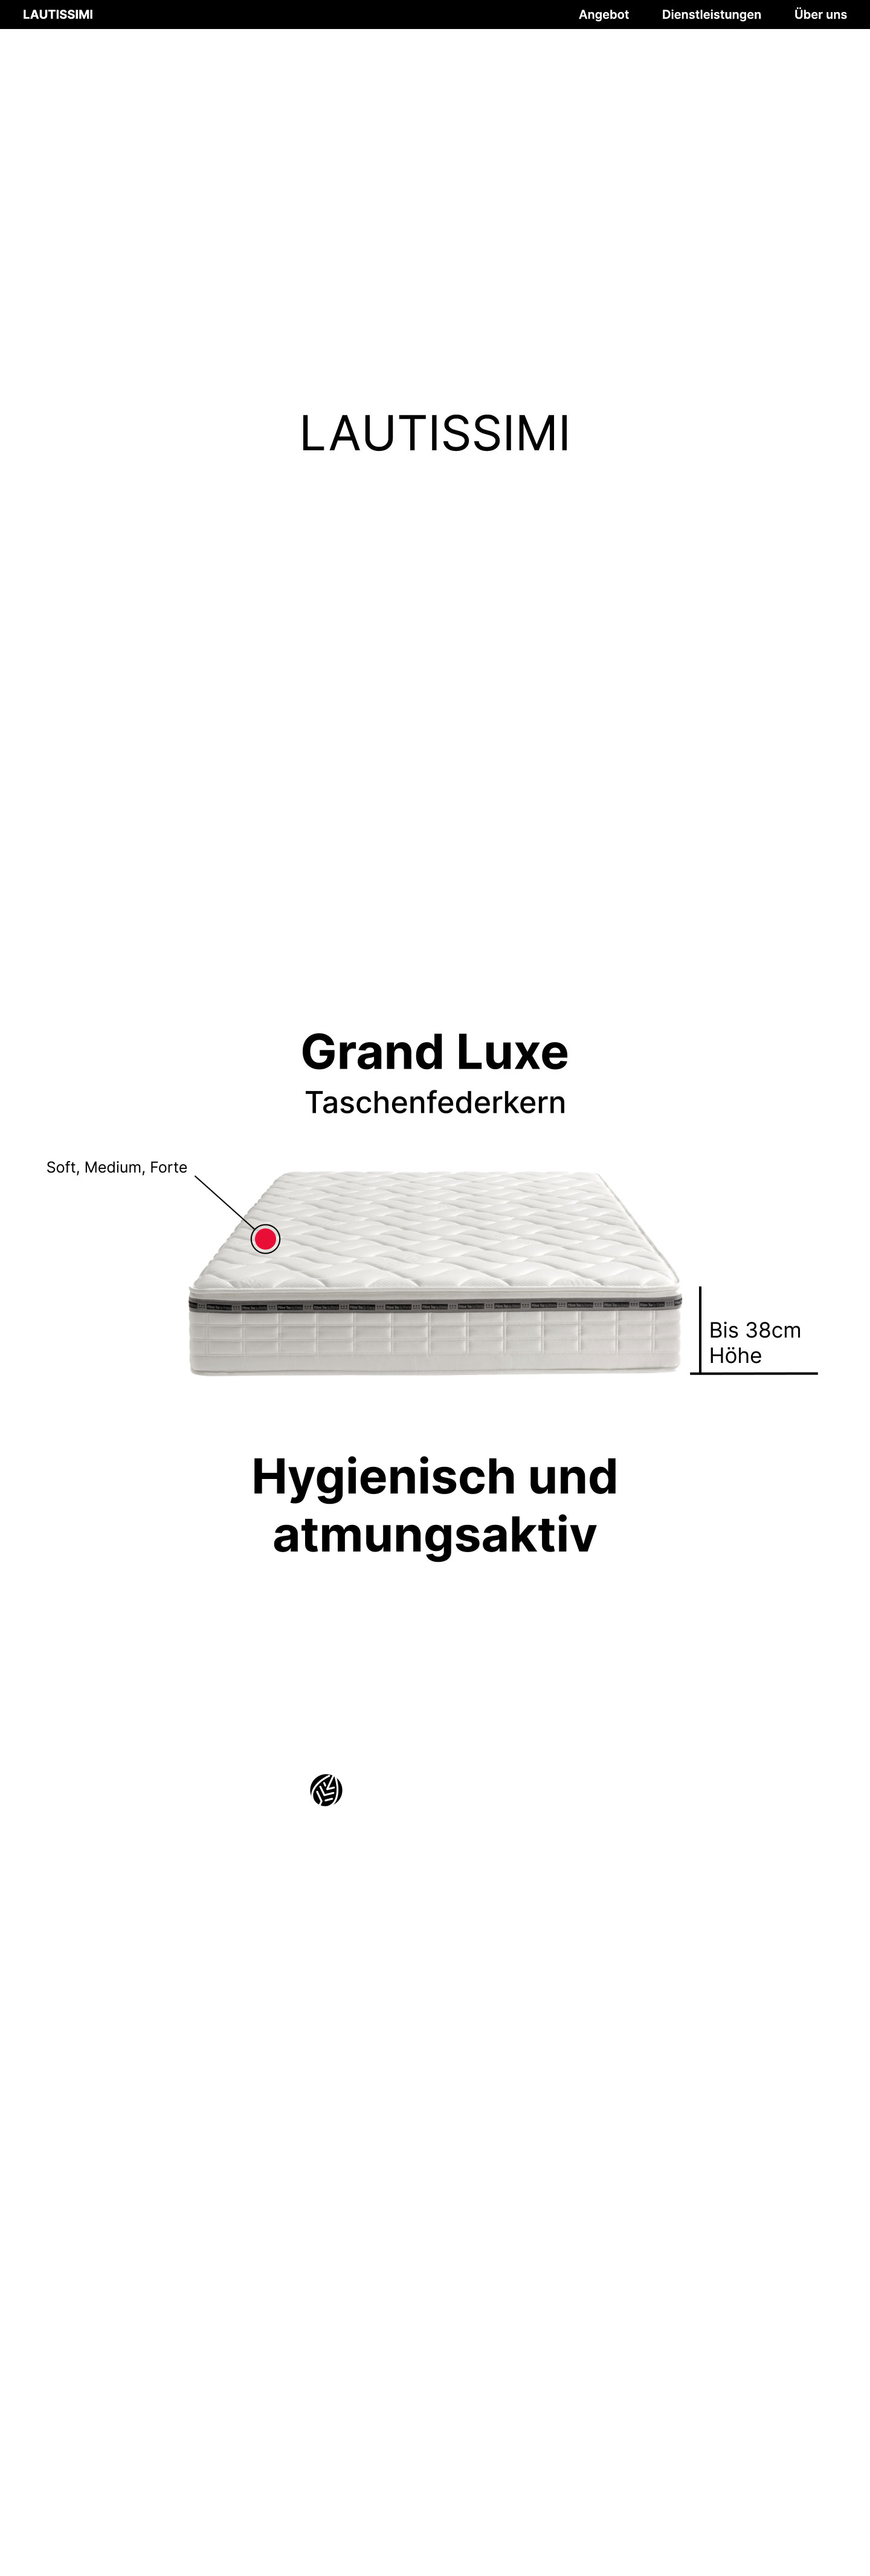 LAUTISSIMI
Angebot
Dienstleistungen
Über uns
LAUTISSIMI
Grand Luxe
Taschenfederkern
Soft, Medium, Forte
Bis 38cm
Höhe
Hygienisch und
atmungsaktiv